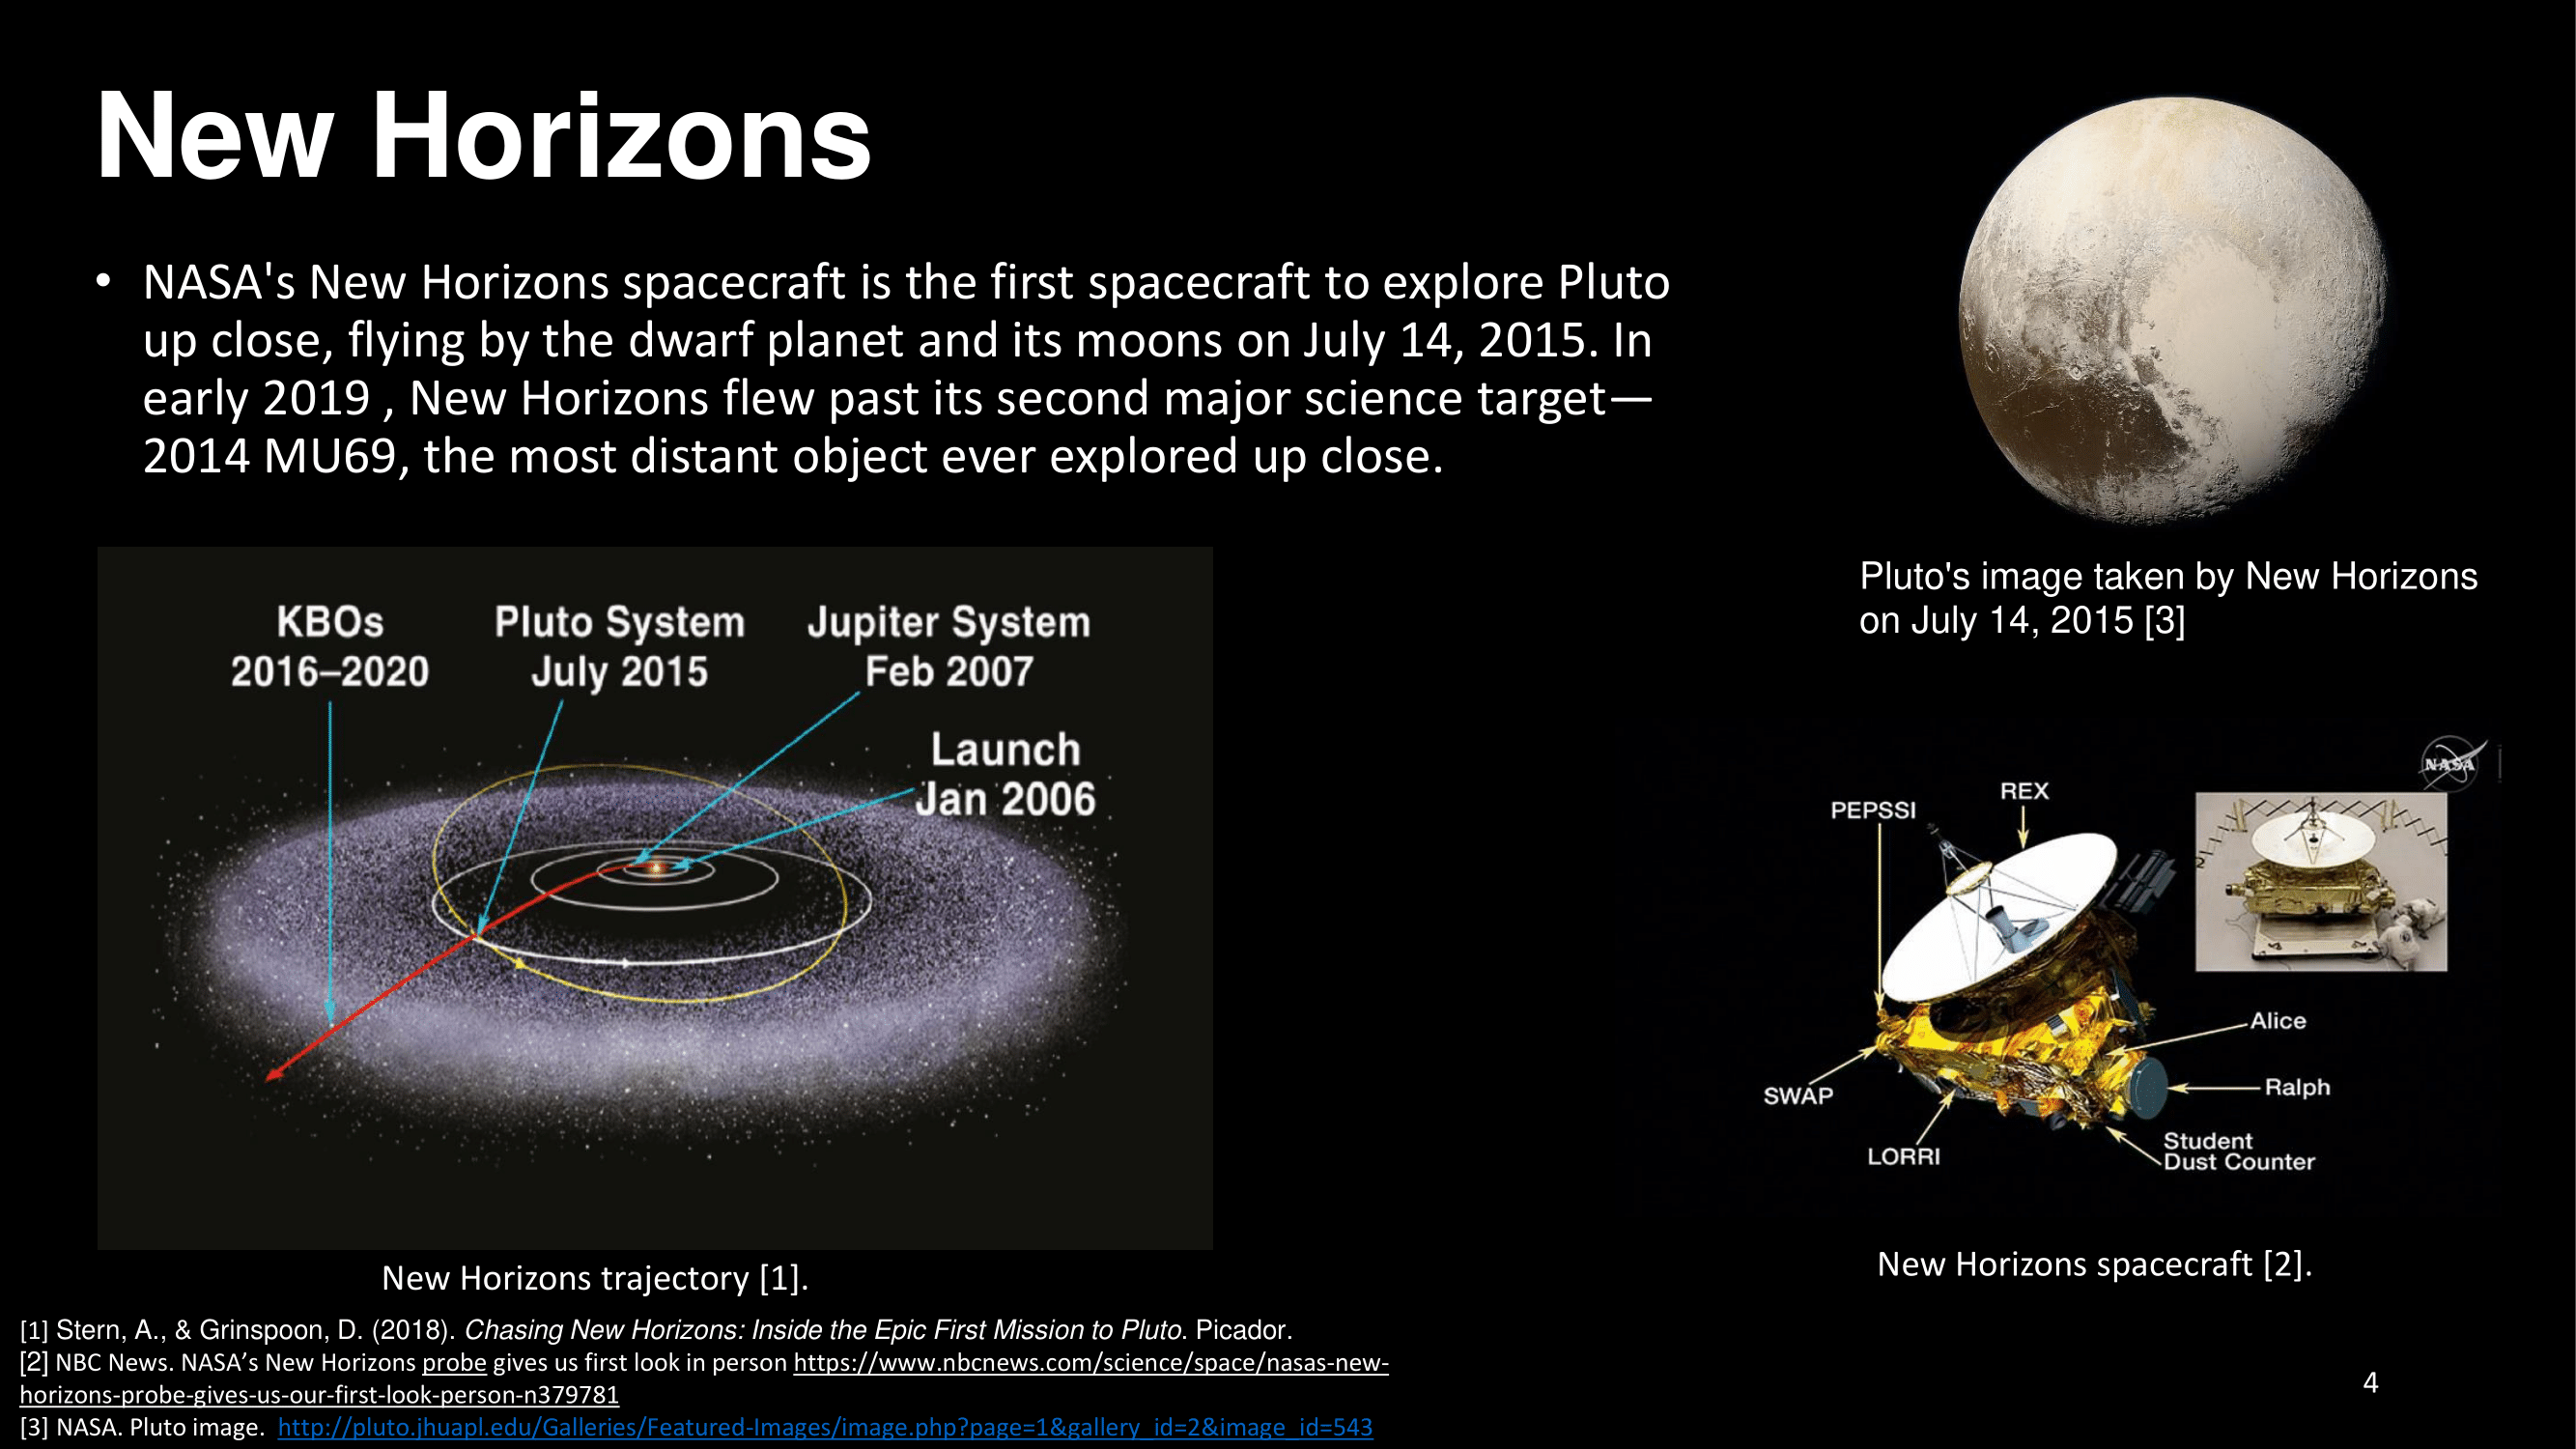 New Horizons
• NASA's New Horizons spacecraft is the first spacecraft to explore Pluto
up close, flying by the dwarf planet and its moons on July 14, 2015. In
early 2019 , New Horizons flew past its second major science target—
2014 MU69, the most distant object ever explored up close.
KBOs
2016–2020
Pluto System
July 2015
Jupiter System
Feb 2007
Launch
Jan 2006
New Horizons trajectory [1].
Pluto's image taken by New Horizons
on July 14, 2015 [3]
NASA
REX
PEPSSI
Alice
Ralph
SWAP
LORRI
Student
Dust Counter
New Horizons spacecraft [2].
[1] Stern, A., & Grinspoon, D. (2018). Chasing New Horizons: Inside the Epic First Mission to Pluto. Picador.
[2] NBC News. NASA’s New Horizons probe gives us first look in person https://www.nbcnews.com/science/space/nasas-new-
horizons-probe-gives-us-our-first-look-person-n379781
[3] NASA. Pluto image.  http://pluto.jhuapl.edu/Galleries/Featured-Images/image.php?page=1&gallery_id=2&image_id=543
4